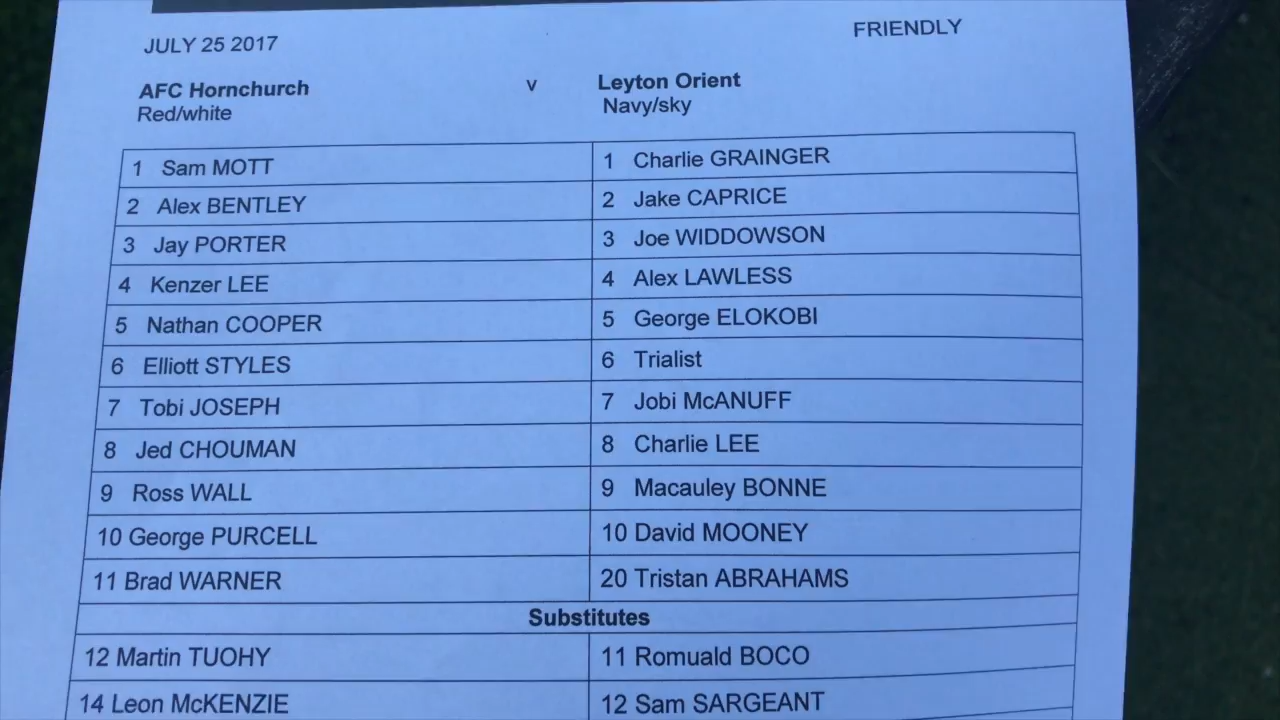 JULY 25 2017 FRIENDLY
AFC Hornchurch v Leyton Orient
Red/white Navy/sky
1 Sam MOTT 1 Charlie GRAINGER
2 Alex BENTLEY 2 Jake CAPRICE
3 Jay PORTER 3 Joe WIDDOWSON
4 Kenzer LEE 4 Alex LAWLESS
5 Nathan COOPER 5 George ELOKOBI
6 Elliott STYLES 6 Trialist
7 Tobi JOSEPH 7 Jobi McANUFF
8 Jed CHOUMAN 8 Charlie LEE
9 Ross WALL 9 Macauley BONNE
10 George PURCELL 10 David MOONEY
11 Brad WARNER 20 Tristan ABRAHAMS
Substitutes
12 Martin TUOHY 11 Romuald BOCO
14 Leon McKENZIE 12 Sam SARGEANT